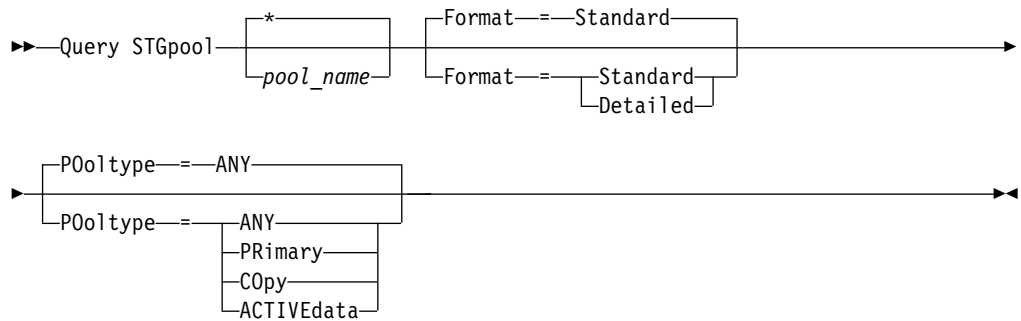 *
Format = Standard
Query STGpool
pool_name
Format = Standard
Detailed
POoltype = ANY
POoltype = ANY
PRimary
COpy
ACTIVEdata